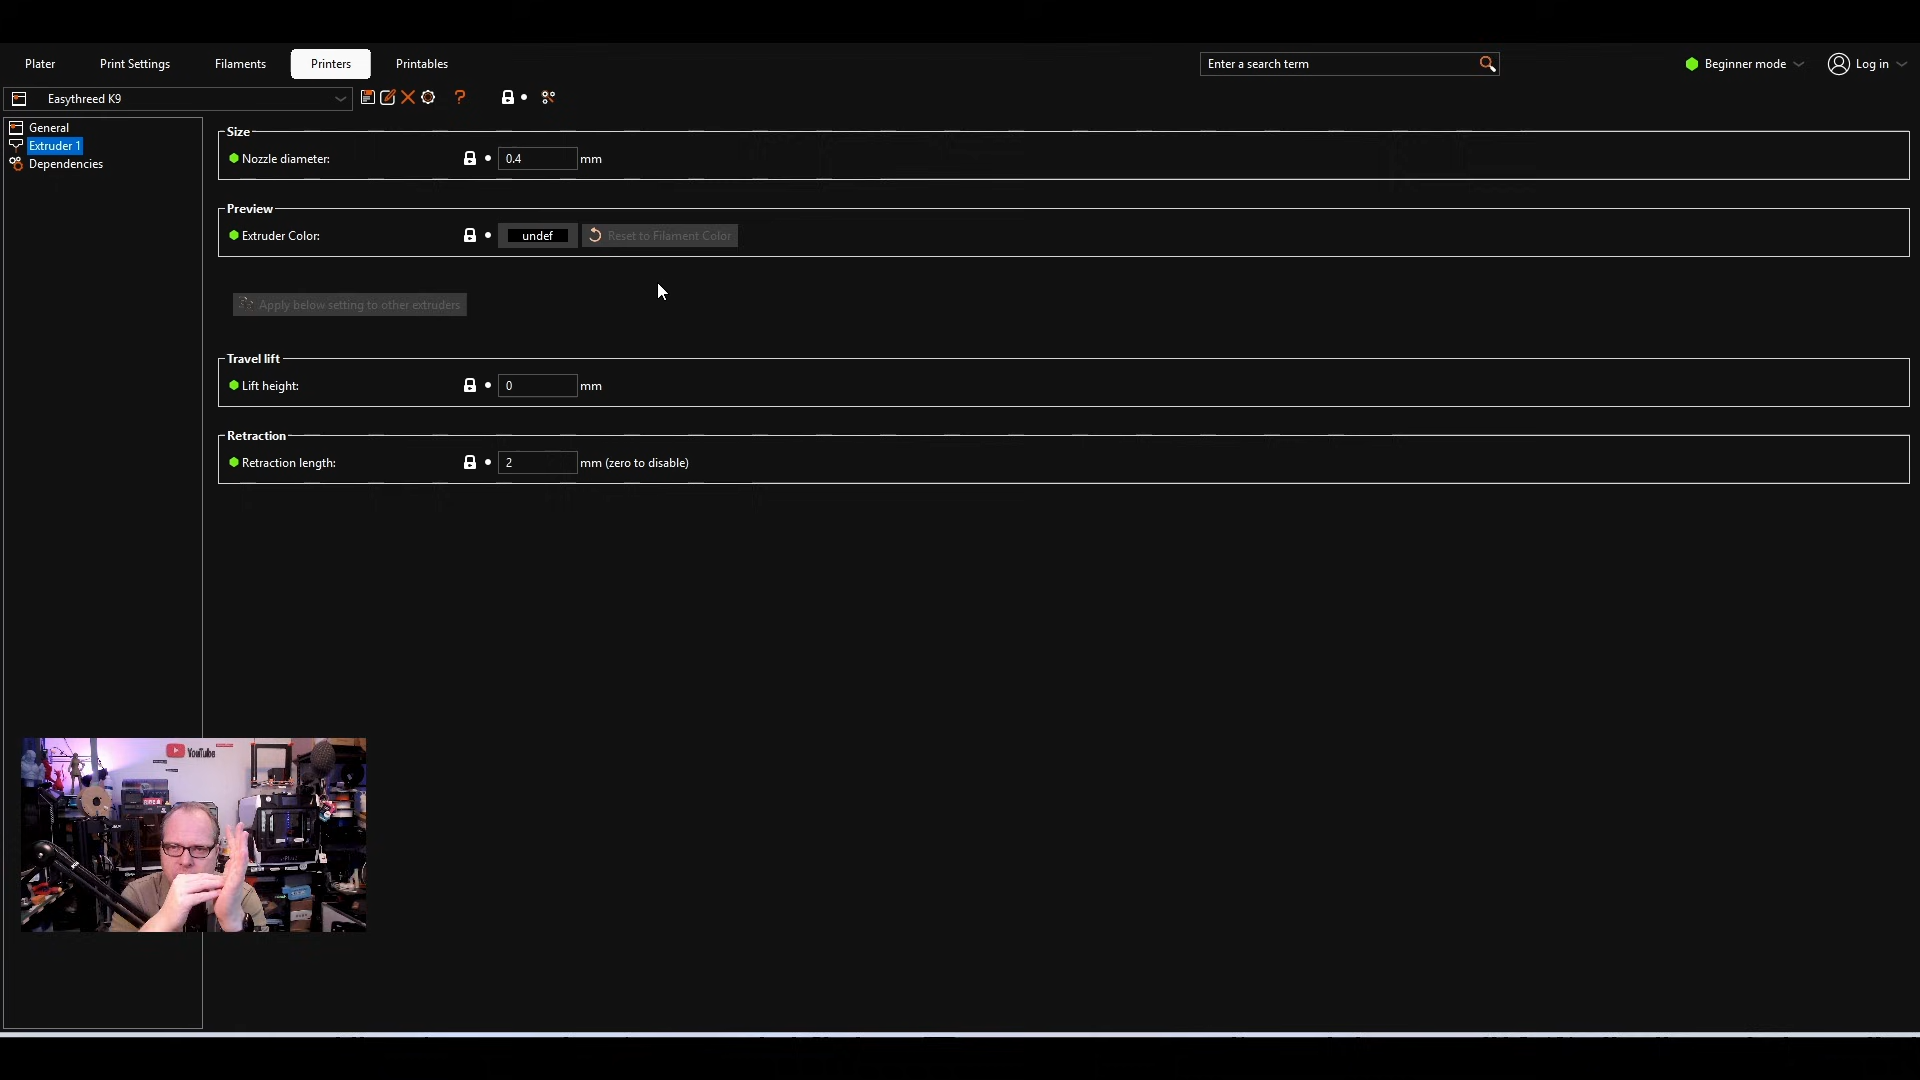 Plater Print Settings Filaments Printers Printables Enter a search term Beginner mode Log in
Easythreed K9 ?
General
Extruder 1
Dependencies
Size
Nozzle diameter: 0.4 mm
Preview
Extruder Color: undef Reset to Filament Color
Apply below setting to other extruders
Travel lift
Lift height: 0 mm
Retraction
Retraction length: 2 mm (zero to disable)
YouTube